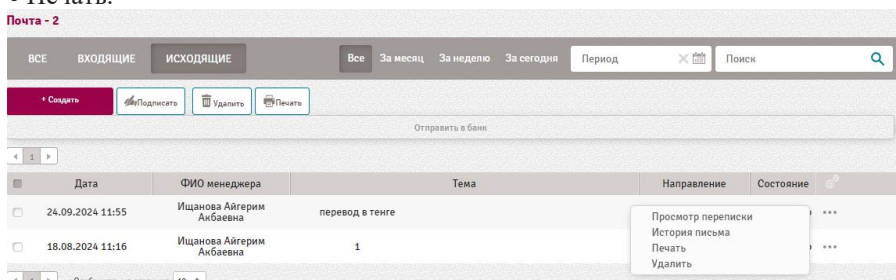 • Печать.
Почта - 2
ВСЕ ВХОДЯЩИЕ ИСХОДЯЩИЕ Все За месяц За неделю За сегодня Период Поиск
+ Создать Подписать Удалить Печать
Отправить в банк
1
Дата ФИО менеджера Тема Направление Состояние
24.09.2024 11:55 Ищанова Айгерим Акбаевна перевод в тенге
18.08.2024 11:16 Ищанова Айгерим Акбаевна 1
Просмотр переписки
История письма
Печать
Удалить
1